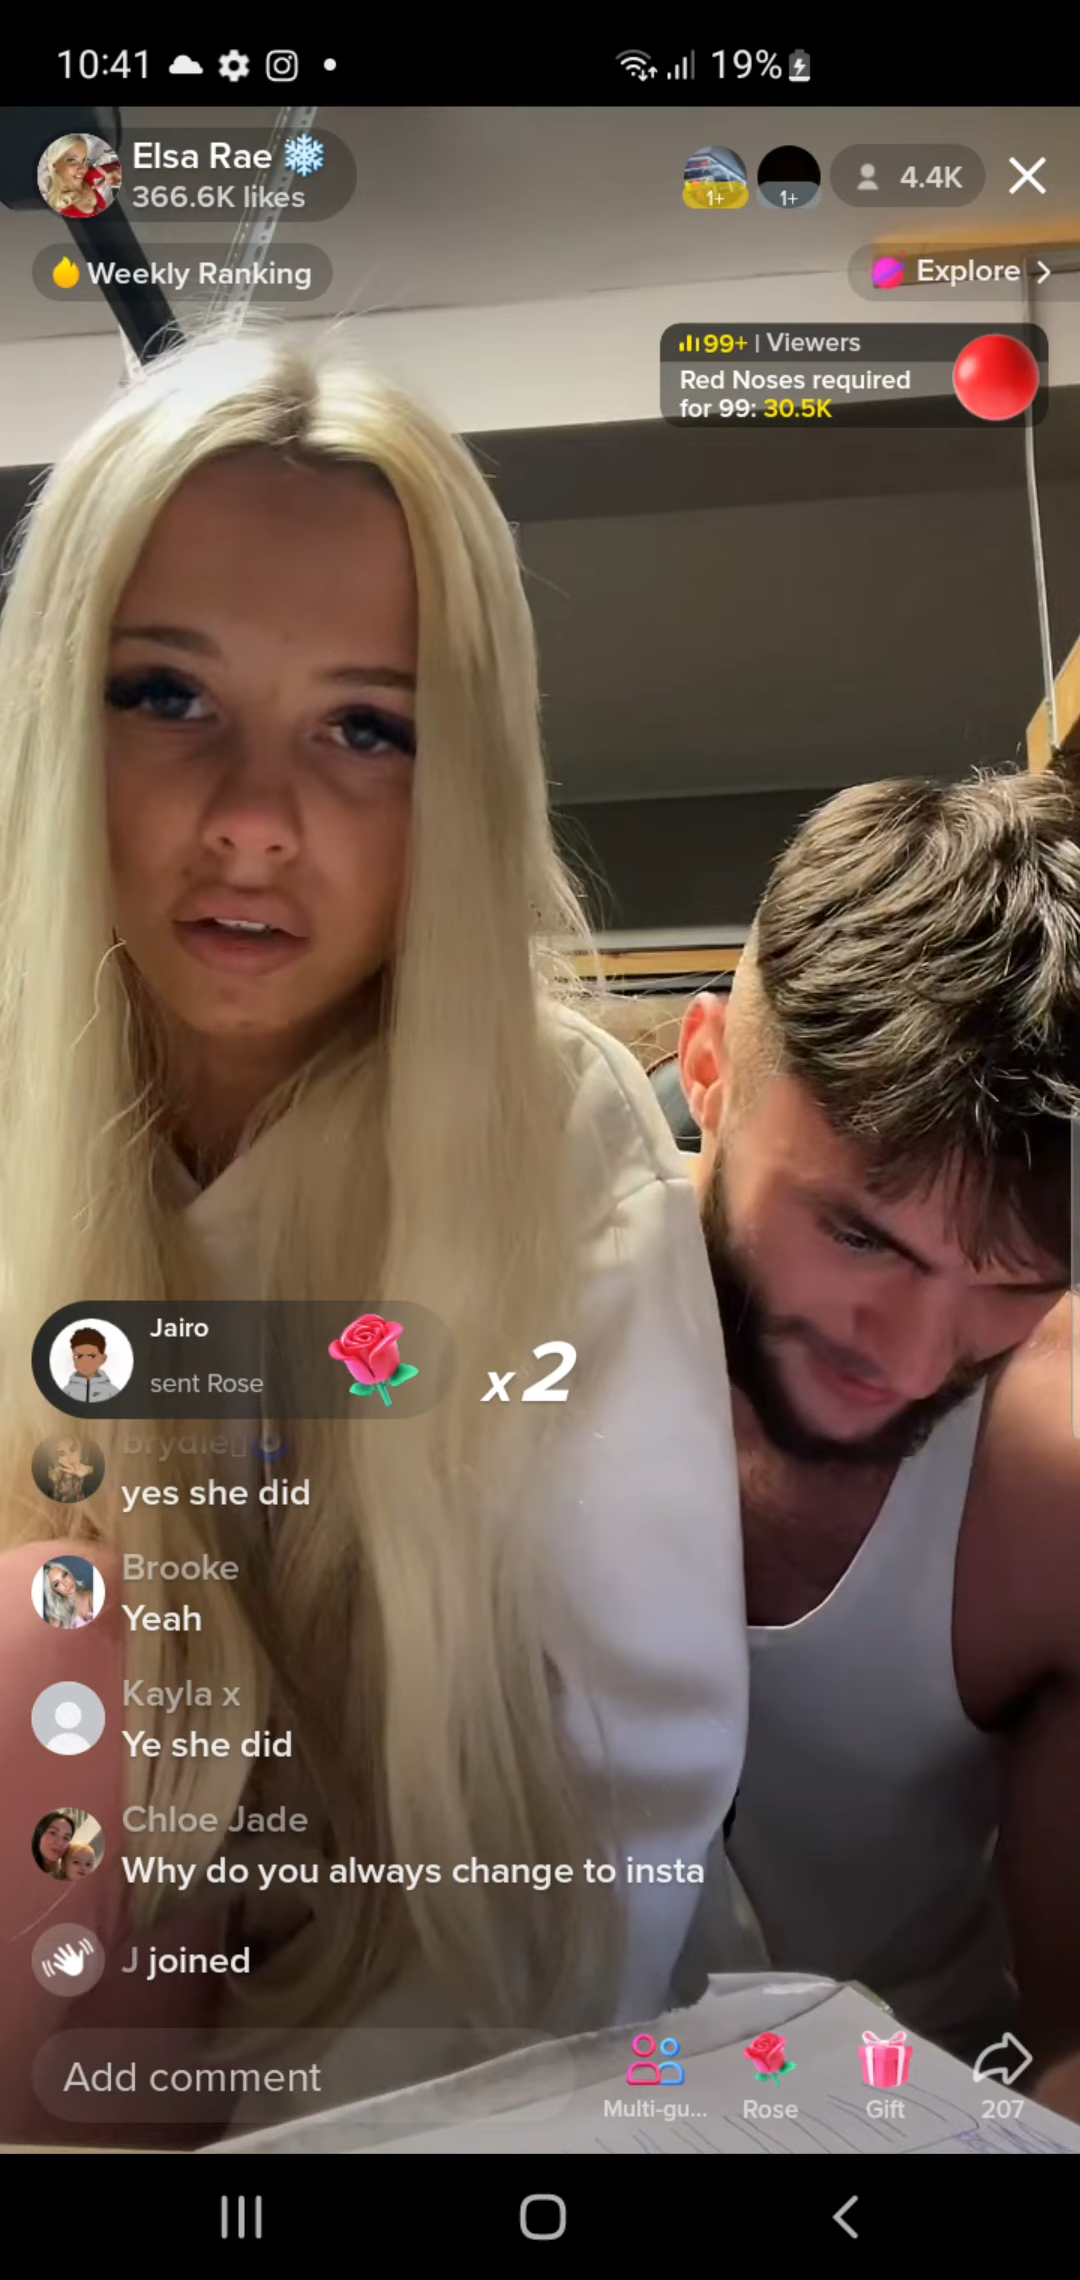 10:41
19%
Elsa Rae
366.6K likes
1+
1+
4.4K
Weekly Ranking
Explore
99+ | Viewers
Red Noses required
for 99: 30.5K
Jairo
sent Rose
x2
brydie
yes she did
Brooke
Yeah
Kayla x
Ye she did
Chloe Jade
Why do you always change to insta
J joined
Add comment
Multi-gu...
Rose
Gift
207